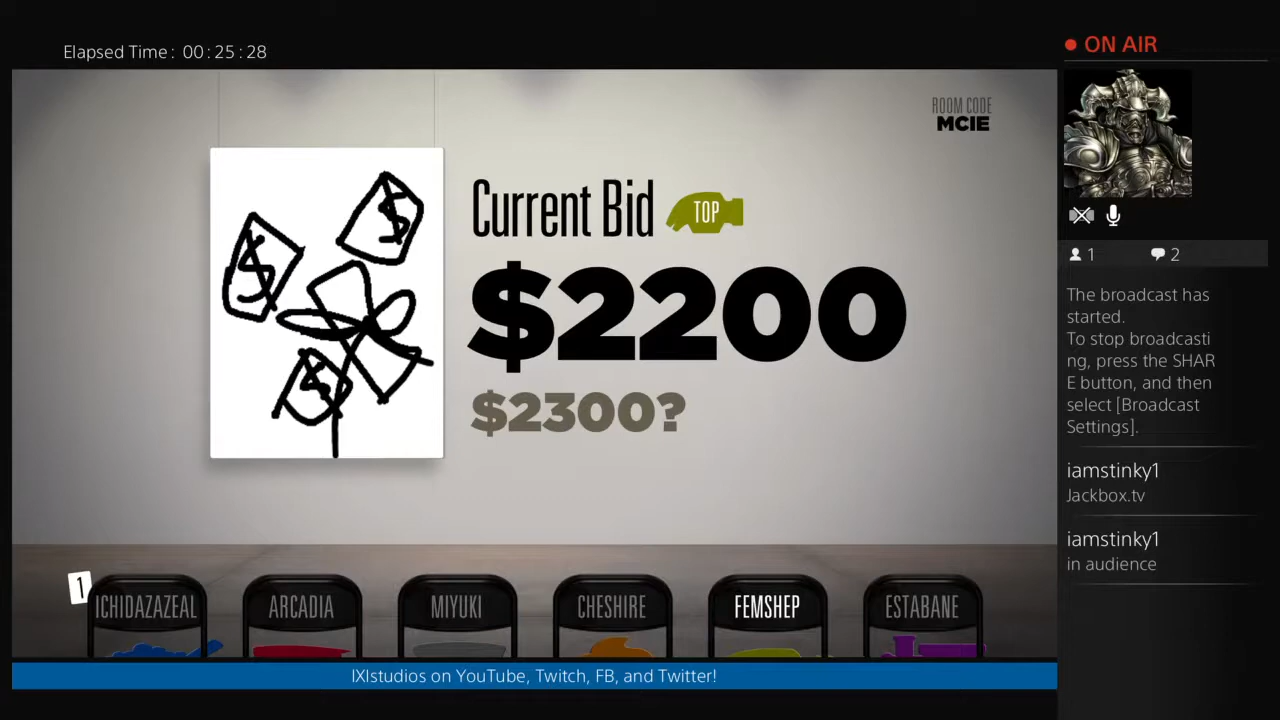 Elapsed Time: 00:25:28
ON AIR
ROOM CODE
MCIE
Current Bid
TOP
$2200
$2300?
$
$
$
1
2
The broadcast has
started.
To stop broadcasti
ng, press the SHAR
E button, and then
select [Broadcast
Settings].
iamstinky1
Jackbox.tv
iamstinky1
in audience
1
ICHIDAZAZEAL
ARCADIA
MIYUKI
CHESHIRE
FEMSHEP
ESTABANE
IXIstudios on YouTube, Twitch, FB, and Twitter!